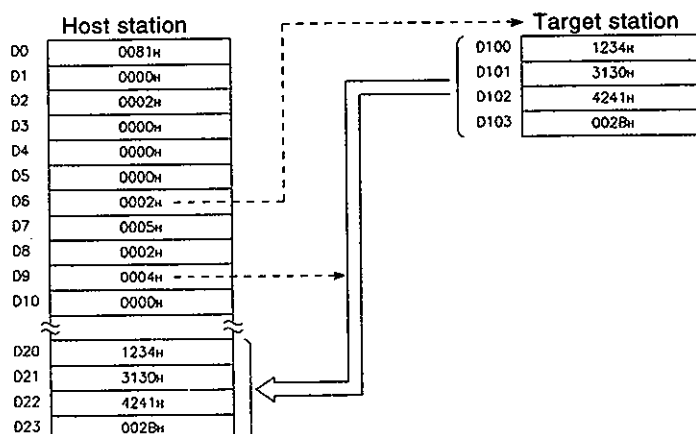 Host station
D0 0081H
D1 0000H
D2 0002H
D3 0000H
D4 0000H
D5 0000H
D6 0002H
D7 0005H
D8 0002H
D9 0004H
D10 0000H
D20 1234H
D21 3130H
D22 4241H
D23 002BH
Target station
D100 1234H
D101 3130H
D102 4241H
D103 002BH